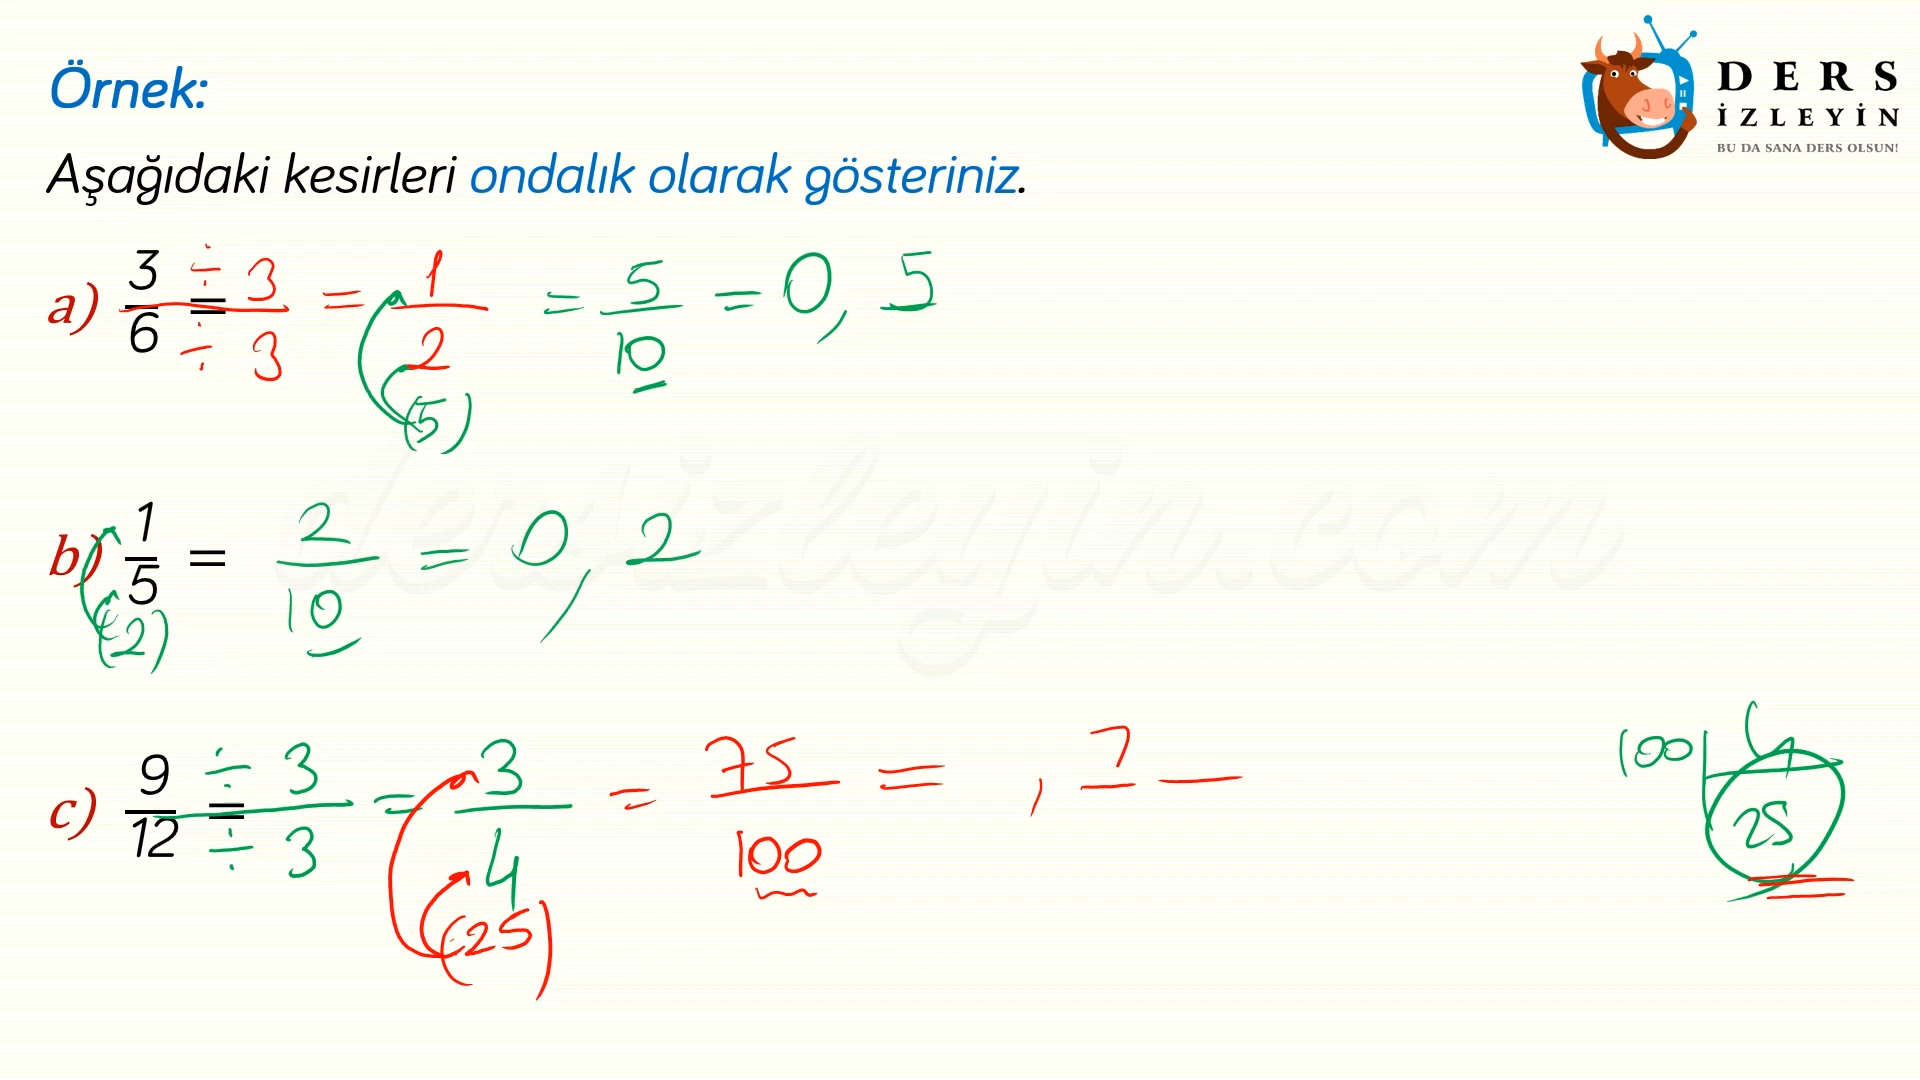 DERS
İZLEYİN
BU DA SANA DERS OLSUN!
Örnek:
Aşağıdaki kesirleri ondalık olarak gösteriniz.
a) 3/6 ÷3/÷3 = 1/2 (5) = 5/10 = 0,5
b) 1/5 (2) = 2/10 = 0,2
c) 9/12 ÷3/÷3 = 3/4 (25) = 75/100 = ,7
100 4
25
dersizleyin.com